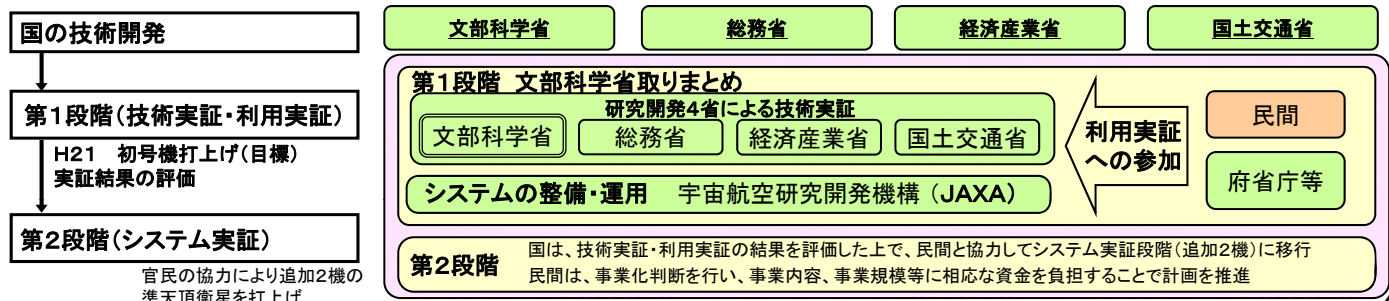 国の技術開発
第1段階(技術実証・利用実証)
H21 初号機打上げ(目標)
実証結果の評価
第2段階(システム実証)
官民の協力により追加2機の
準天頂衛星を打上げ
文部科学省
総務省
経済産業省
国土交通省
第1段階 文部科学省取りまとめ
研究開発4省による技術実証
文部科学省
総務省
経済産業省
国土交通省
システムの整備・運用 宇宙航空研究開発機構(JAXA)
利用実証
への参加
民間
府省庁等
第2段階
国は、技術実証・利用実証の結果を評価した上で、民間と協力してシステム実証段階(追加2機)に移行
民間は、事業化判断を行い、事業内容、事業規模等に相応な資金を負担することで計画を推進